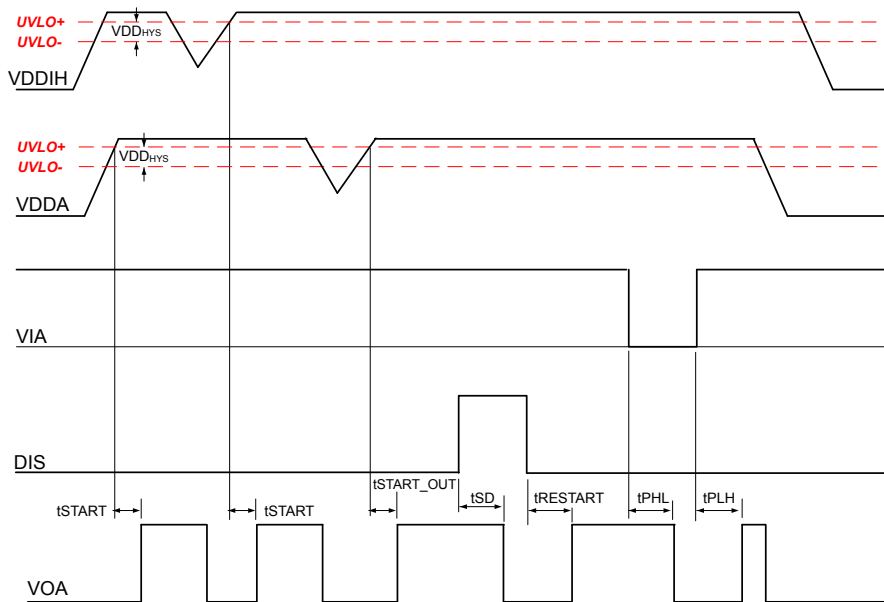 UVLO+
VDDHYS
UVLO-
VDDIH
UVLO+
VDDHYS
UVLO-
VDDA
VIA
DIS
tSTART
tSTART
tSTART_OUT
tSD
tRESTART
tPHL
tPLH
VOA